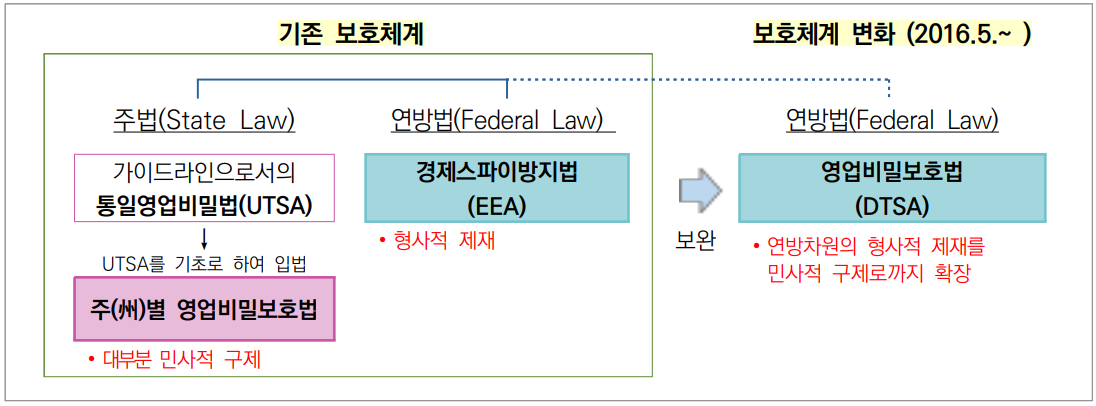 기존 보호체계
보호체계 변화 (2016.5.~ )
주법(State Law)
가이드라인으로서의
통일영업비밀법(UTSA)
UTSA를 기초로 하여 입법
주(州)별 영업비밀보호법
• 대부분 민사적 구제
연방법(Federal Law)
경제스파이방지법
(EEA)
• 형사적 제재
보완
연방법(Federal Law)
영업비밀보호법
(DTSA)
• 연방차원의 형사적 제재를
민사적 구제로까지 확장